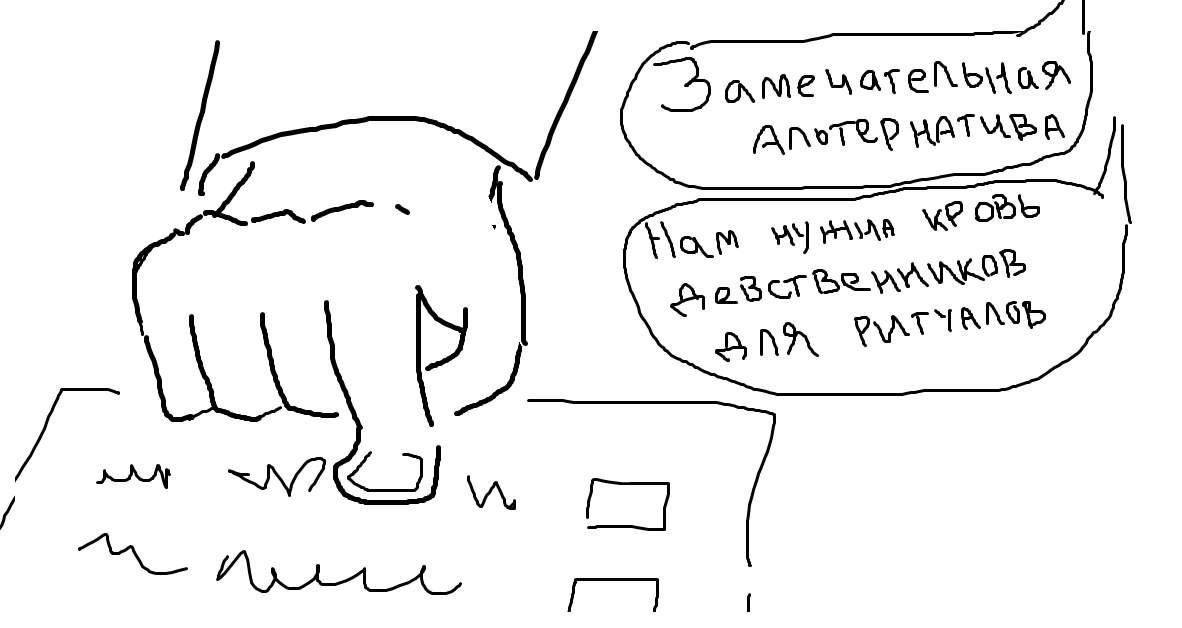 Замечательная
альтернатива
Нам нужна кровь
девственников
для ритуалов